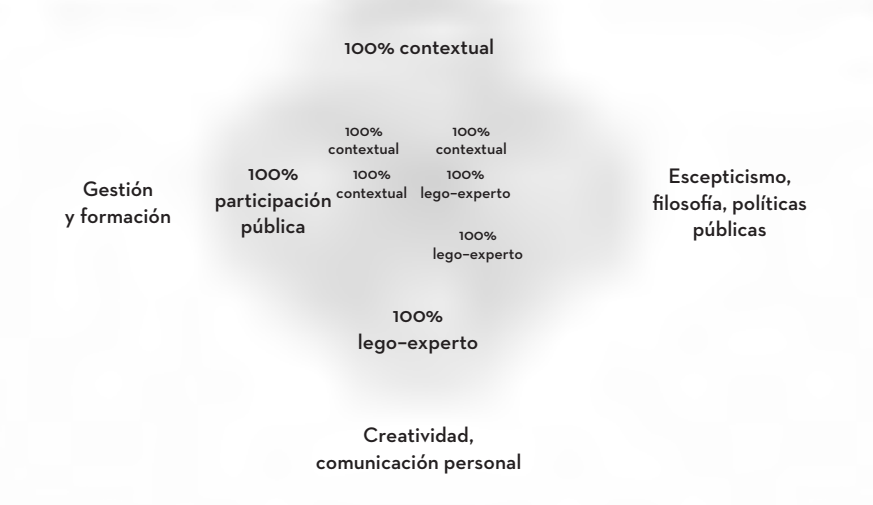 100% contextual
100%
contextual
100%
contextual
100%
contextual
100%
lego-experto
100%
participación
pública
Gestión
y formación
Escepticismo,
filosofía, políticas
públicas
100%
lego-experto
100%
lego-experto
Creatividad,
comunicación personal